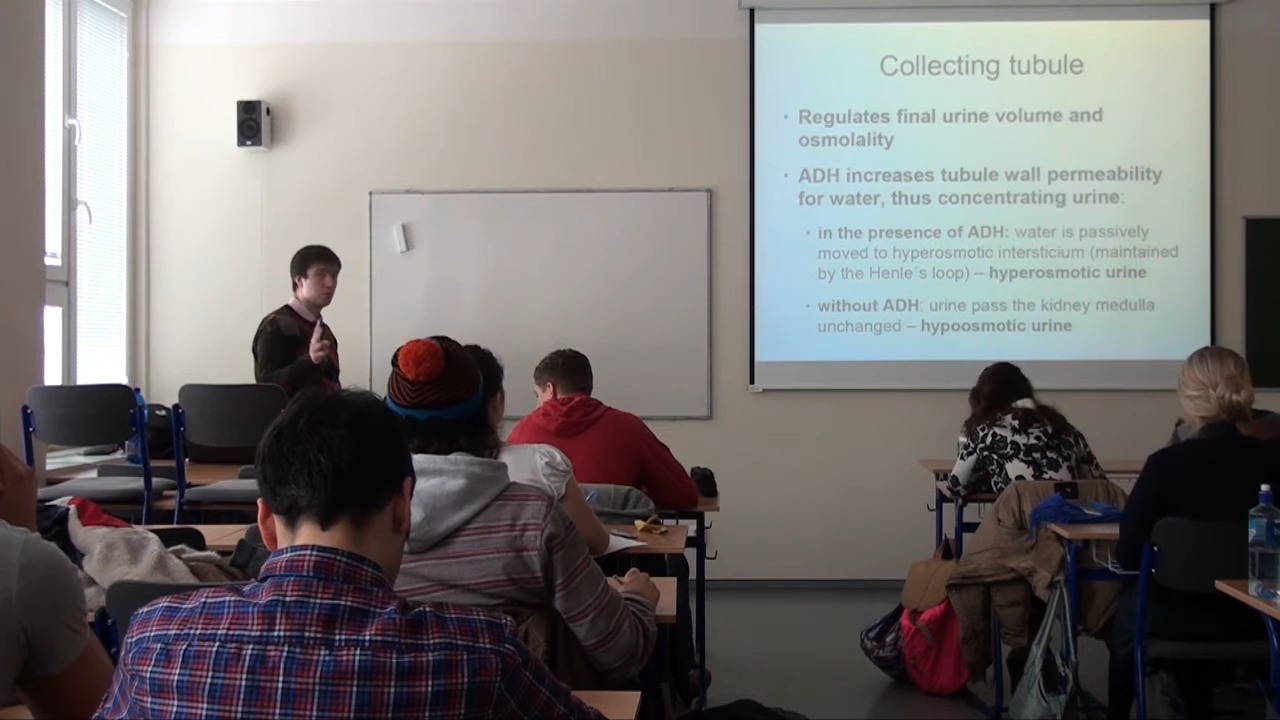 Collecting tubule
• Regulates final urine volume and
osmolality
• ADH increases tubule wall permeability
for water, thus concentrating urine:
• in the presence of ADH: water is passively
moved to hyperosmotic intersticium (maintained
by the Henle´s loop) – hyperosmotic urine
• without ADH: urine pass the kidney medulla
unchanged – hypoosmotic urine